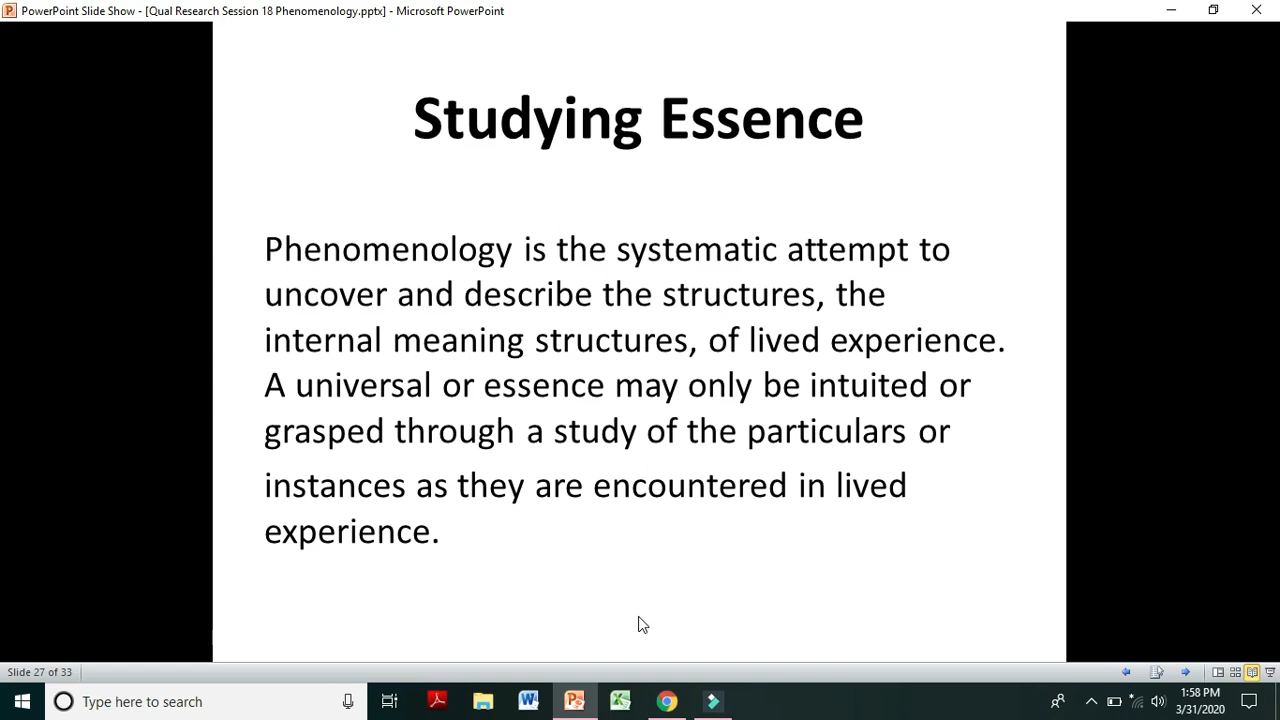 PowerPoint Slide Show - [Qual Research Session 18 Phenomenology.pptx] - Microsoft PowerPoint
Studying Essence
Phenomenology is the systematic attempt to
uncover and describe the structures, the
internal meaning structures, of lived experience.
A universal or essence may only be intuited or
grasped through a study of the particulars or
instances as they are encountered in lived
experience.
Slide 27 of 33
Type here to search
1:58 PM
3/31/2020